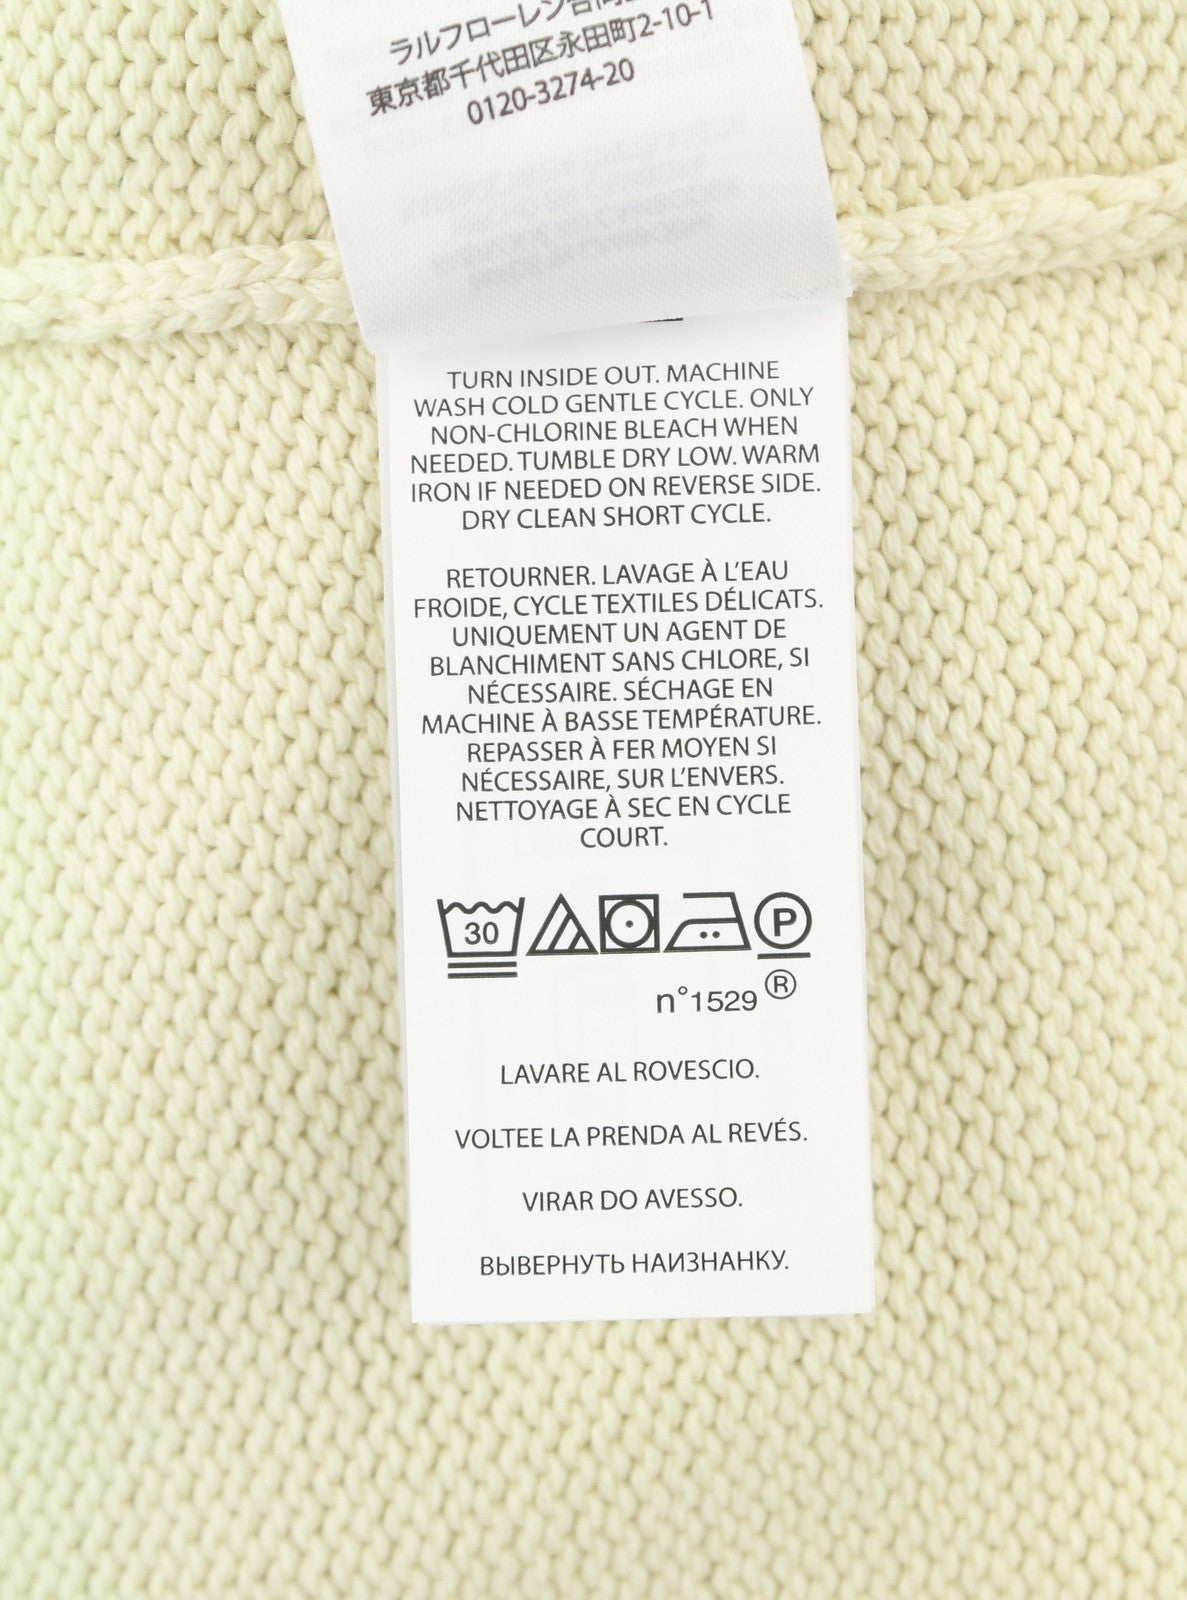 ラルフローレン合同
東京都千代田区永田町2-10-1
0120-3274-20
TURN INSIDE OUT. MACHINE
WASH COLD GENTLE CYCLE. ONLY
NON-CHLORINE BLEACH WHEN
NEEDED. TUMBLE DRY LOW. WARM
IRON IF NEEDED ON REVERSE SIDE.
DRY CLEAN SHORT CYCLE.
RETOURNER. LAVAGE À L'EAU
FROIDE, CYCLE TEXTILES DÉLICATS.
UNIQUEMENT UN AGENT DE
BLANCHIMENT SANS CHLORE, SI
NÉCESSAIRE. SÉCHAGE EN
MACHINE À BASSE TEMPÉRATURE.
REPASSER À FER MOYEN SI
NÉCESSAIRE, SUR L'ENVERS.
NETTOYAGE À SEC EN CYCLE
COURT.
30 P
n°1529 ®
LAVARE AL ROVESCIO.
VOLTEE LA PRENDA AL REVÉS.
VIRAR DO AVESSO.
ВЫВЕРНУТЬ НАИЗНАНКУ.